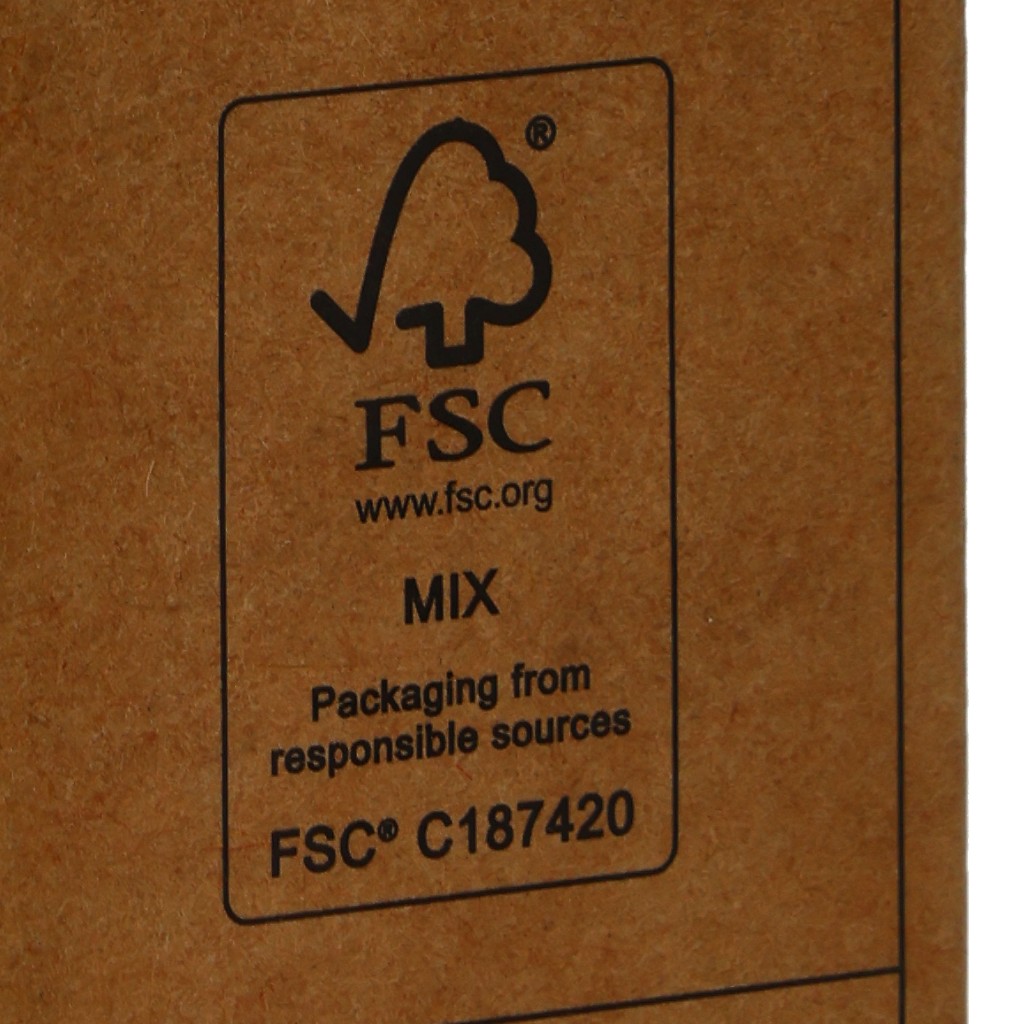 ®
FSC
www.fsc.org
MIX
Packaging from
responsible sources
FSC® C187420